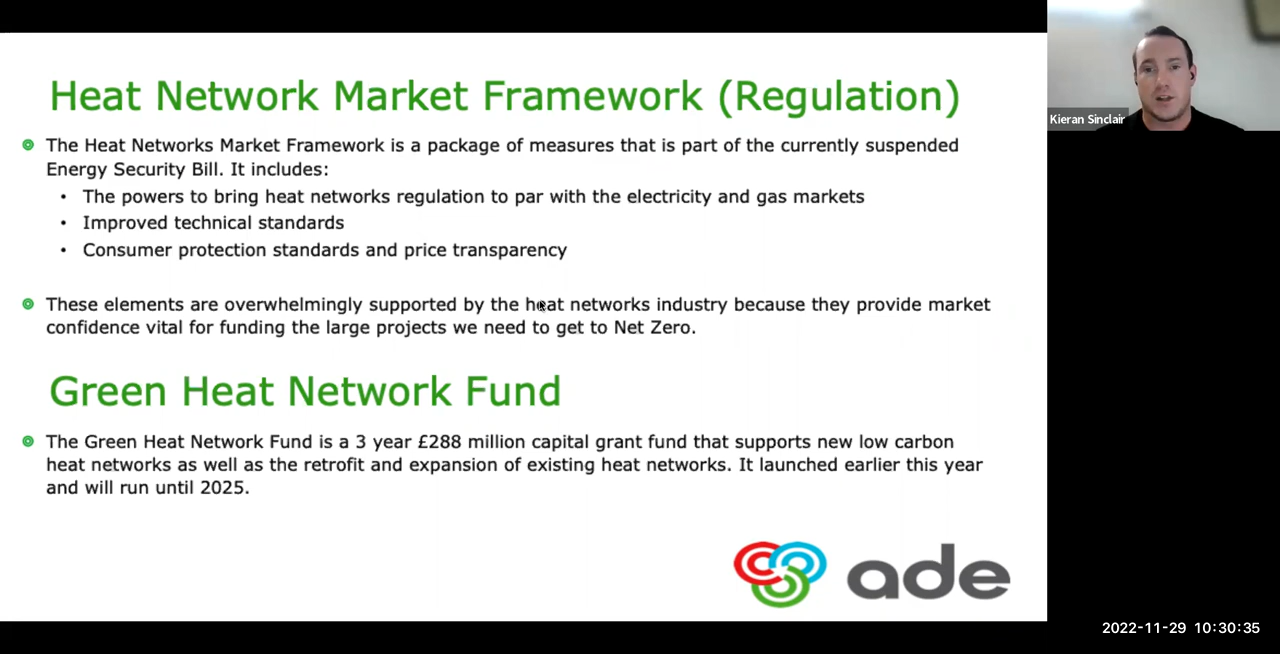 Heat Network Market Framework (Regulation)
The Heat Networks Market Framework is a package of measures that is part of the currently suspended
Energy Security Bill. It includes:
• The powers to bring heat networks regulation to par with the electricity and gas markets
• Improved technical standards
• Consumer protection standards and price transparency
These elements are overwhelmingly supported by the heat networks industry because they provide market
confidence vital for funding the large projects we need to get to Net Zero.
Green Heat Network Fund
The Green Heat Network Fund is a 3 year £288 million capital grant fund that supports new low carbon
heat networks as well as the retrofit and expansion of existing heat networks. It launched earlier this year
and will run until 2025.
ade
Kieran Sinclair
2022-11-29 10:30:35